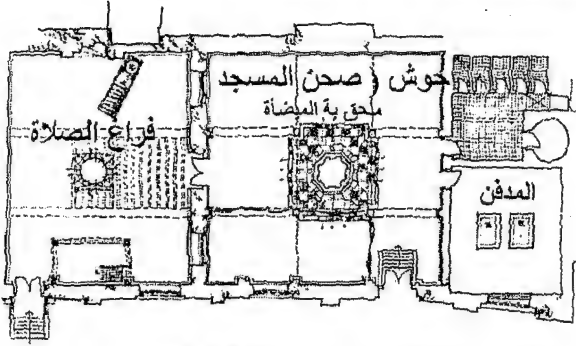 حوش / صحن المسجد
ملحق بة الميضأة
فراغ الصلاة
المدفن